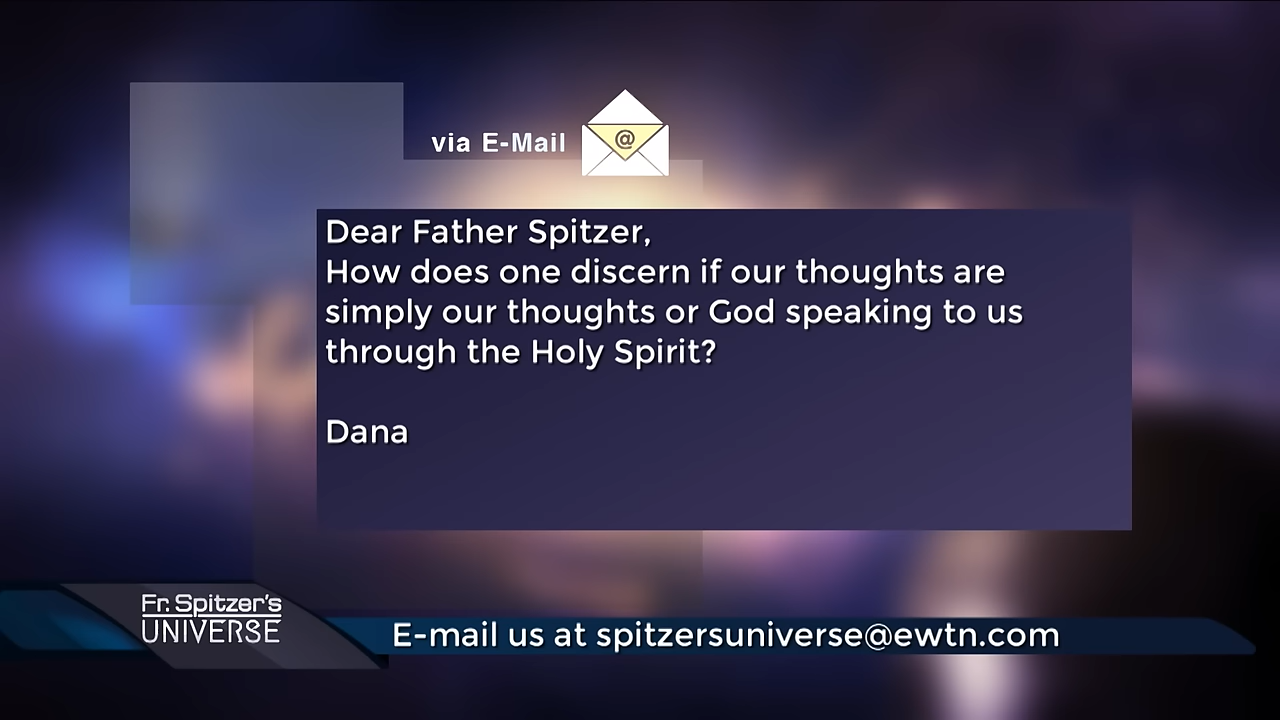 via E-Mail
@
Dear Father Spitzer,
How does one discern if our thoughts are
simply our thoughts or God speaking to us
through the Holy Spirit?
Dana
Fr. Spitzer's
UNIVERSE
E-mail us at spitzersuniverse@ewtn.com